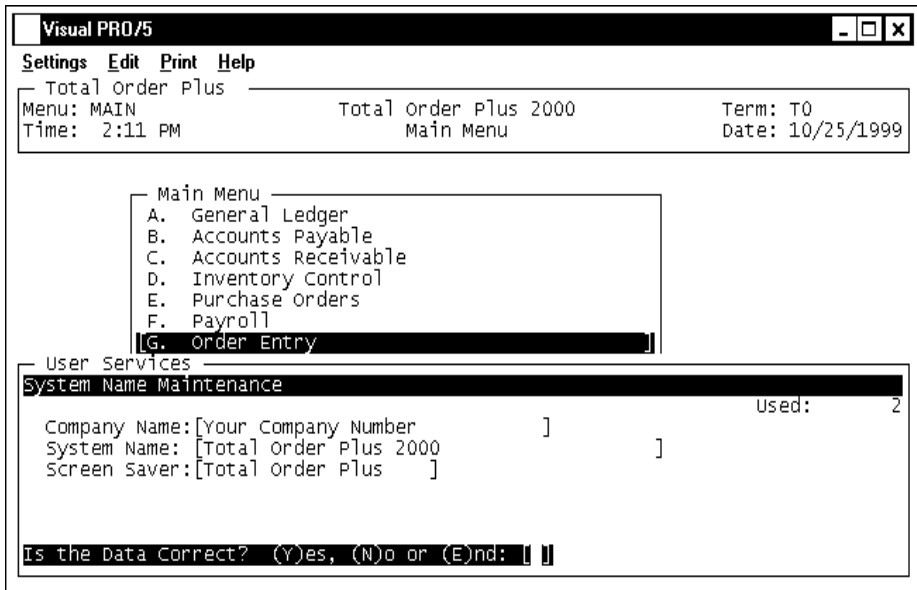 Visual PRO/5
Settings Edit Print Help
Total Order Plus
Menu: MAIN Total Order Plus 2000 Term: T0
Time: 2:11 PM Main Menu Date: 10/25/1999
Main Menu
A. General Ledger
B. Accounts Payable
C. Accounts Receivable
D. Inventory Control
E. Purchase Orders
F. Payroll
[G. Order Entry ]
User Services
System Name Maintenance
Used: 2
Company Name:[Your Company Number ]
System Name: [Total Order Plus 2000 ]
Screen Saver:[Total Order Plus ]
Is the Data Correct? (Y)es, (N)o or (E)nd: [ ]